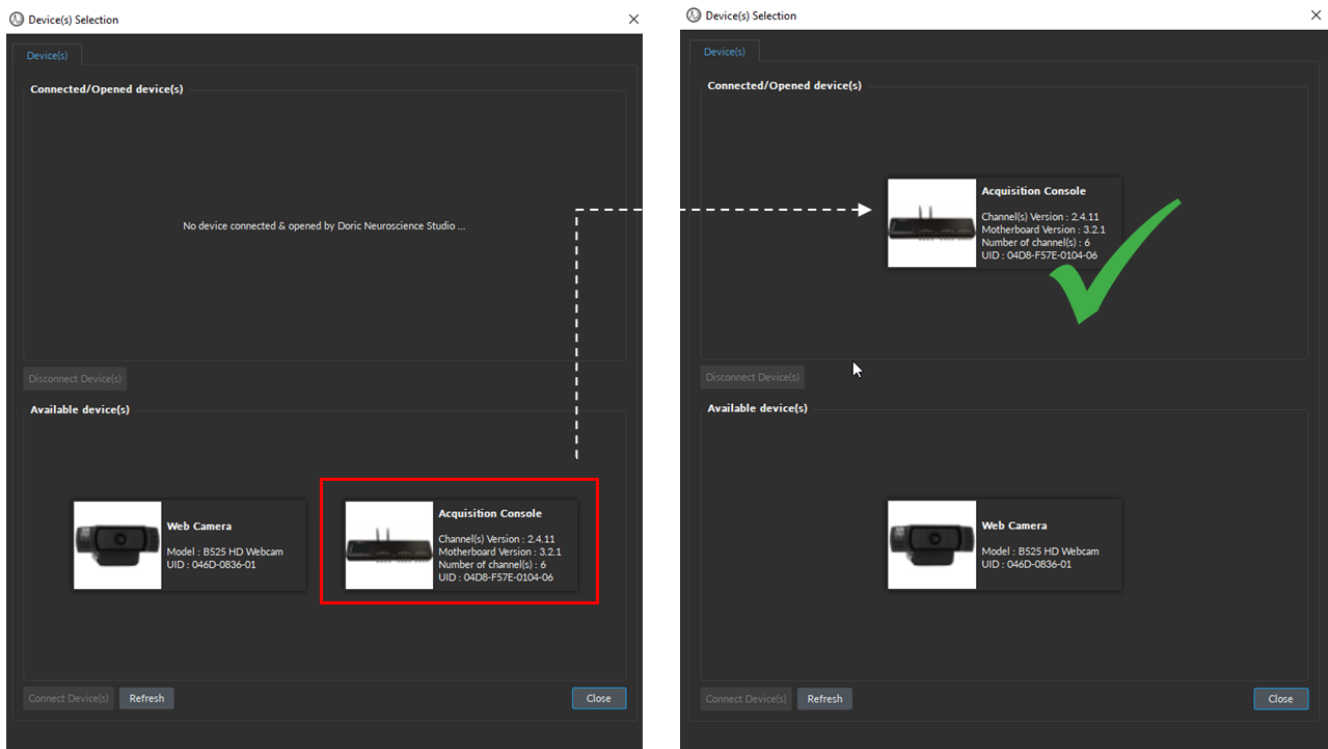 Device(s) Selection
Device(s)
Connected/Opened device(s)
No device connected & opened by Doric Neuroscience Studio ...
Disconnect Device(s)
Available device(s)
Web Camera
Model : B525 HD Webcam
UID : 046D-0836-01
Acquisition Console
Channel(s) Version : 2.4.11
Motherboard Version : 3.2.1
Number of channel(s) : 6
UID : 04D8-F57E-0104-06
Connect Device(s)
Refresh
Close
Device(s) Selection
Device(s)
Connected/Opened device(s)
Acquisition Console
Channel(s) Version : 2.4.11
Motherboard Version : 3.2.1
Number of channel(s) : 6
UID : 04D8-F57E-0104-06
Disconnect Device(s)
Available device(s)
Web Camera
Model : B525 HD Webcam
UID : 046D-0836-01
Connect Device(s)
Refresh
Close